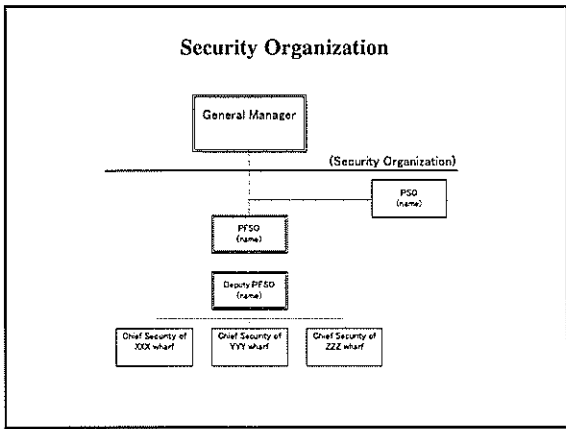 Security Organization
General Manager
(Security Organization)
PSO
(name)
PFSO
(name)
Deputy PFSO
(name)
Chief Security of
XXX wharf
Chief Security of
YYY wharf
Chief Security of
ZZZ wharf